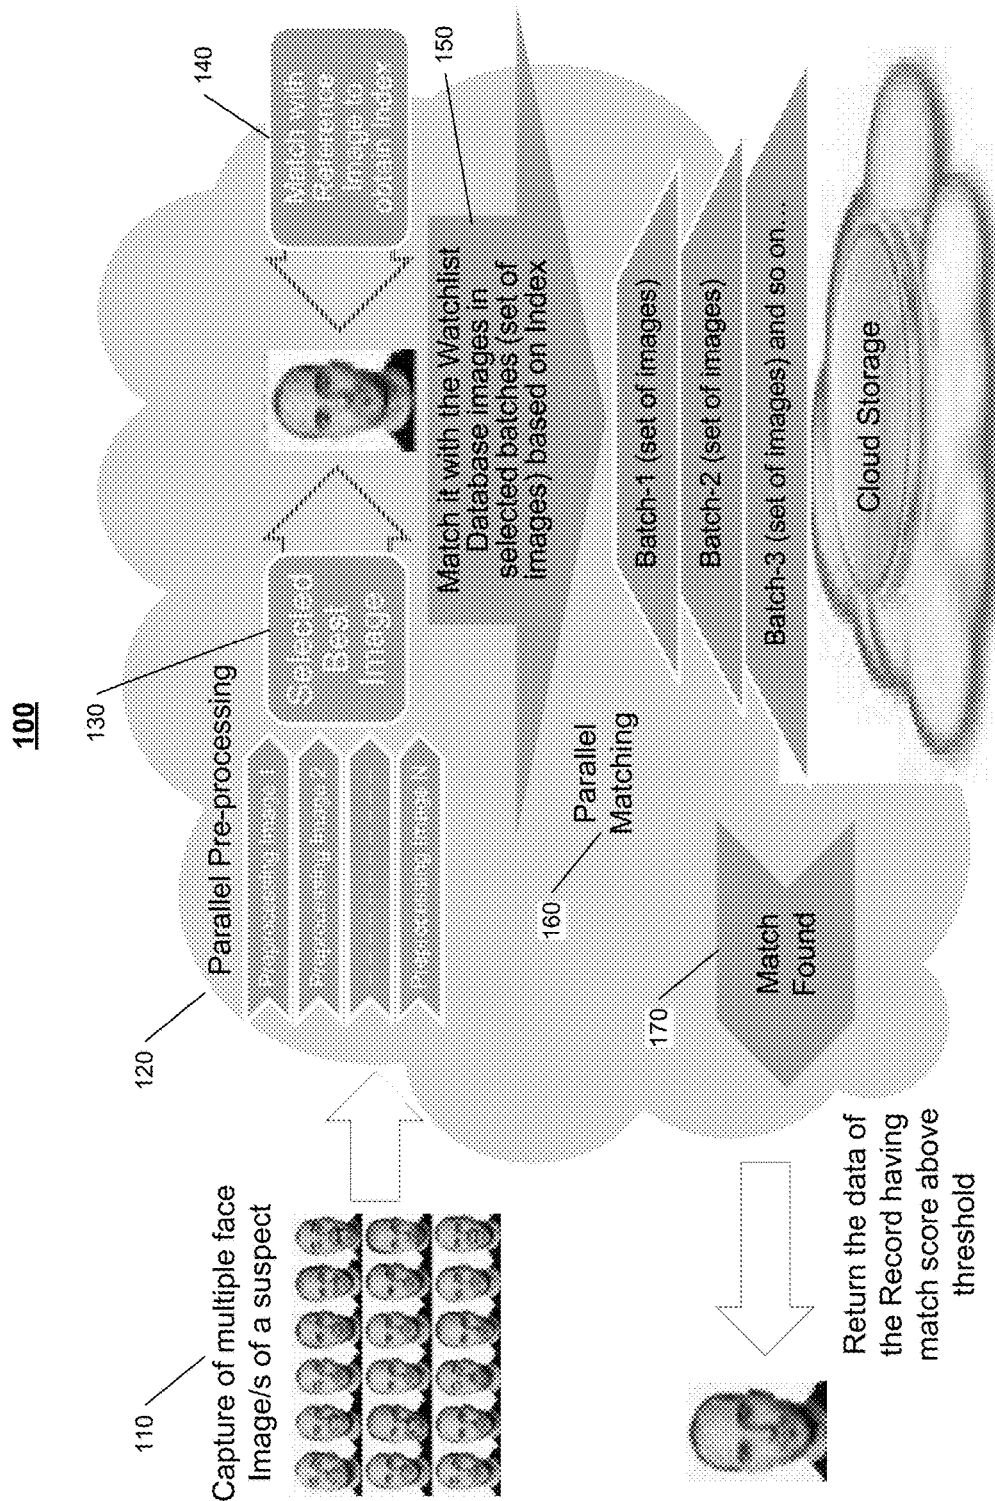 100
110
Capture of multiple face
Image/s of a suspect
120
Parallel Pre-processing
130
Selected
Best
Image
140
Match with
Reference
Image to
obtain Index
150
Match it with the Watchlist
Database images in
selected batches (set of
images) based on Index
160
Parallel
Matching
Batch-1 (set of images)
Batch-2 (set of images)
Batch-3 (set of images) and so on...
Cloud Storage
170
Match
Found
Return the data of
the Record having
match score above
threshold